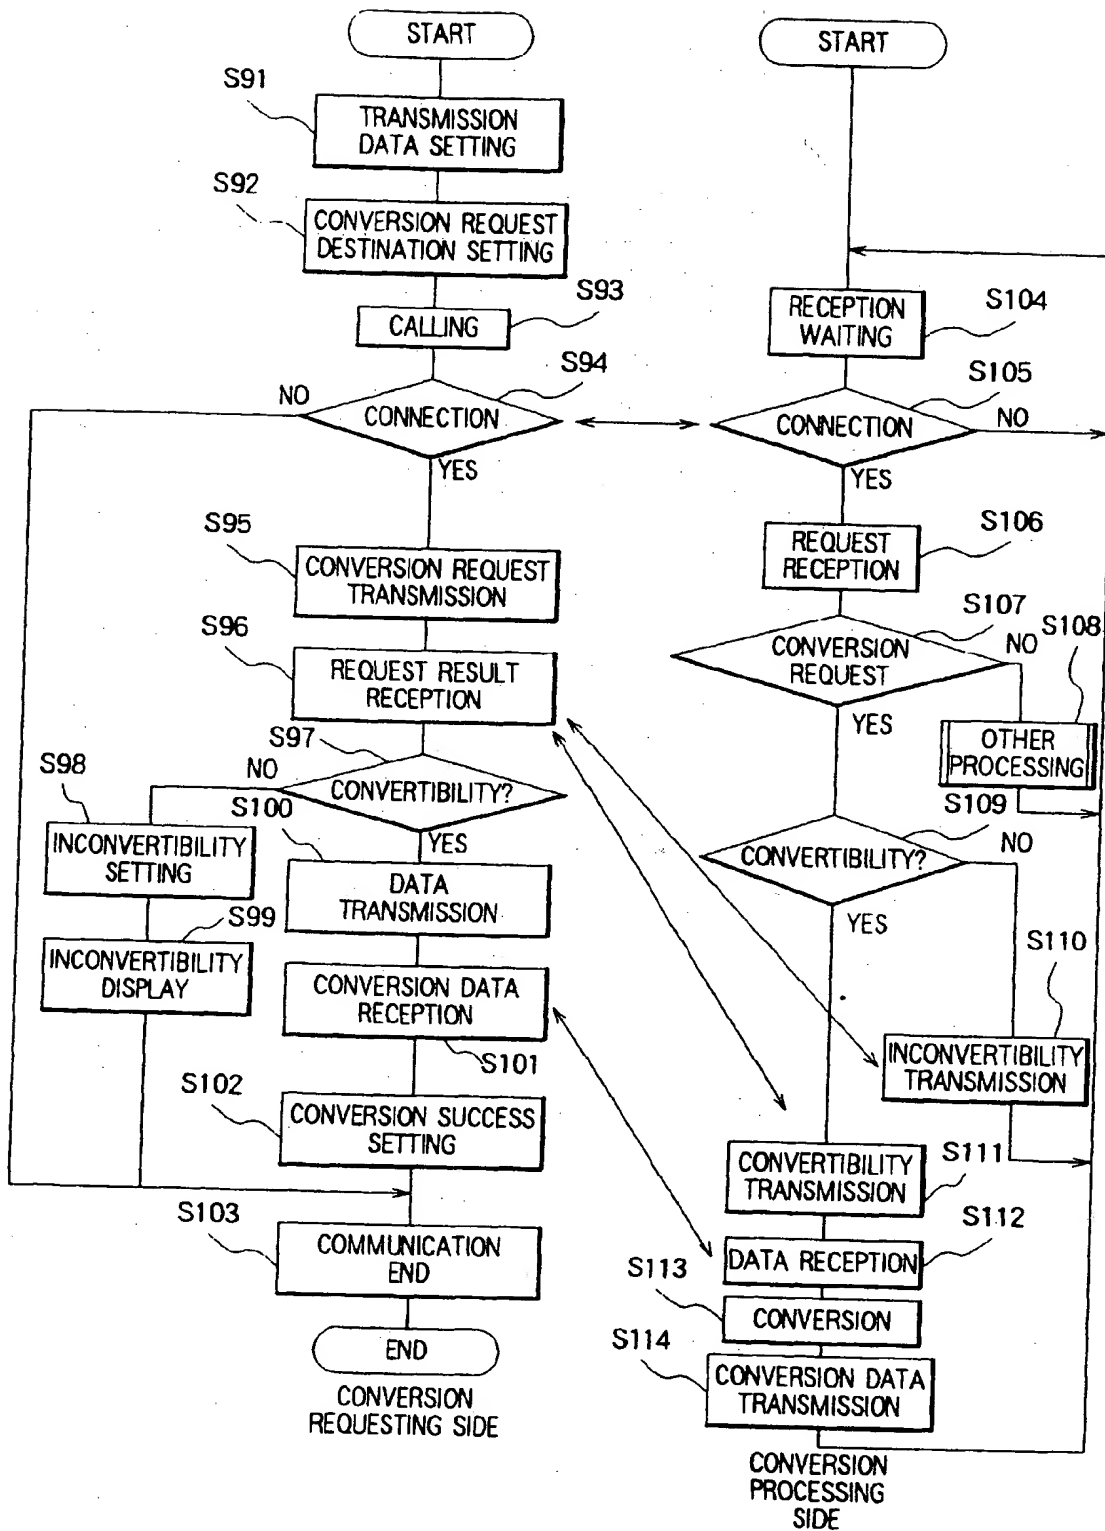 START
S91
TRANSMISSION
DATA SETTING
S92
CONVERSION REQUEST
DESTINATION SETTING
S93
CALLING
S94
NO
CONNECTION
YES
S95
CONVERSION REQUEST
TRANSMISSION
S96
REQUEST RESULT
RECEPTION
S97
NO
CONVERTIBILITY?
YES
S98
INCONVERTIBILITY
SETTING
S99
INCONVERTIBILITY
DISPLAY
S100
DATA
TRANSMISSION
CONVERSION DATA
RECEPTION
S101
S102
CONVERSION SUCCESS
SETTING
S103
COMMUNICATION
END
END
CONVERSION
REQUESTING SIDE
START
RECEPTION
WAITING
S104
S105
CONNECTION
NO
YES
S106
REQUEST
RECEPTION
S107
CONVERSION
REQUEST
NO
YES
S108
OTHER
PROCESSING
S109
CONVERTIBILITY?
NO
YES
S110
INCONVERTIBILITY
TRANSMISSION
S111
CONVERTIBILITY
TRANSMISSION
S112
DATA RECEPTION
S113
CONVERSION
S114
CONVERSION DATA
TRANSMISSION
CONVERSION
PROCESSING
SIDE